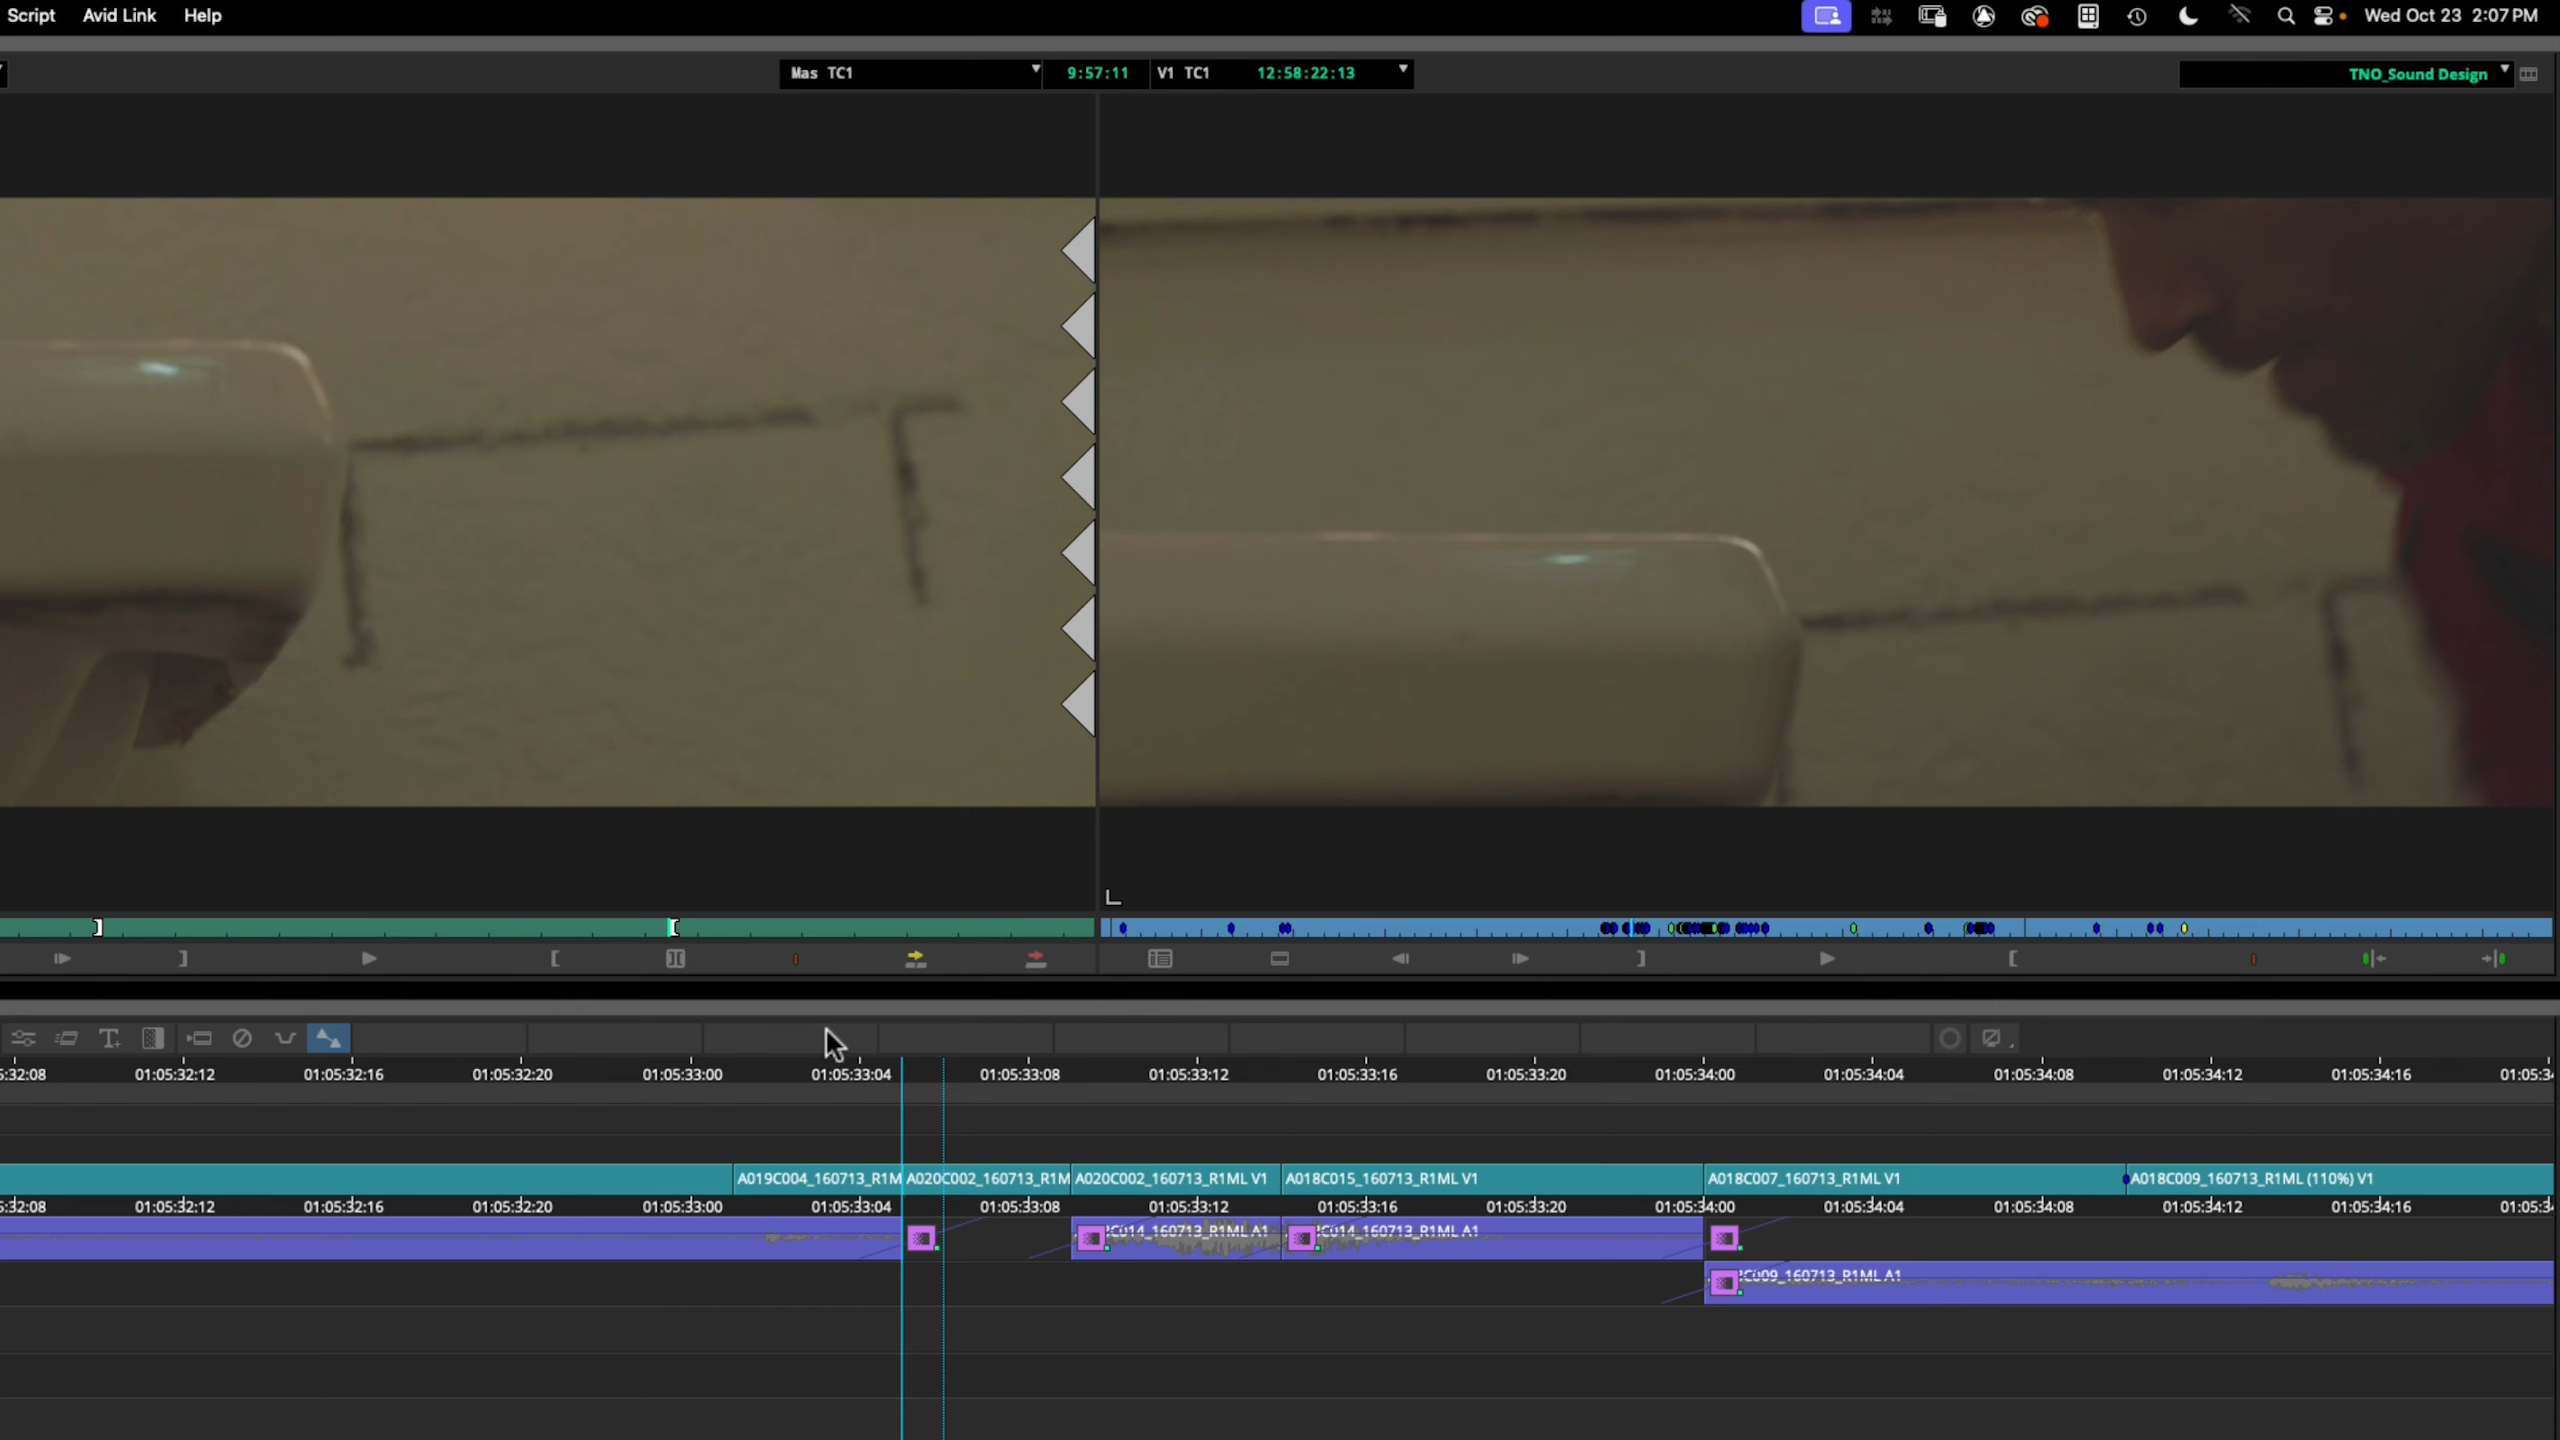 Script Avid Link Help Wed Oct 23 2:07 PM
Mas TC1 9:57:11 V1 TC1 12:58:22:13 TNO_Sound Design
5:32:08 01:05:32:12 01:05:32:16 01:05:32:20 01:05:33:00 01:05:33:04 01:05:33:08 01:05:33:12 01:05:33:16 01:05:33:20 01:05:34:00 01:05:34:04 01:05:34:08 01:05:34:12 01:05:34:16 01:05:34
A019C004_160713_R1M A020C002_160713_R1M A020C002_160713_R1ML V1 A018C015_160713_R1ML V1 A018C007_160713_R1ML V1 A018C009_160713_R1ML (110%) V1
5:32:08 01:05:32:12 01:05:32:16 01:05:32:20 01:05:33:00 01:05:33:04 01:05:33:08 01:05:33:12 01:05:33:16 01:05:33:20 01:05:34:00 01:05:34:04 01:05:34:08 01:05:34:12 01:05:34:16 01:05:34
C014_160713_R1ML A1 C014_160713_R1ML A1
C009_160713_R1ML A1